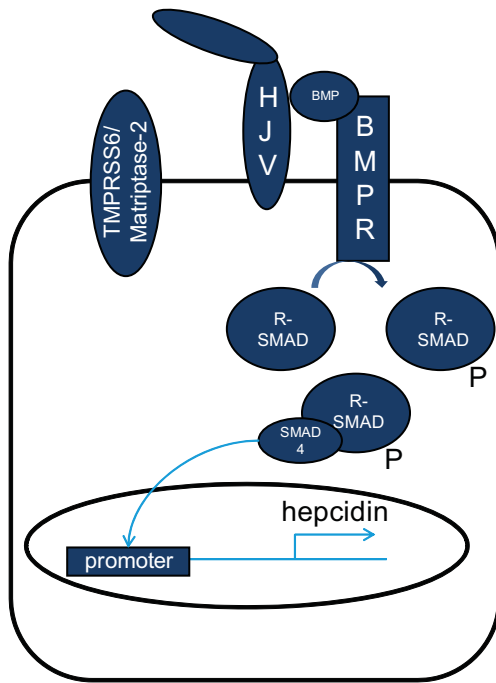 TMPRSS6/
Matriptase-2
H
J
V
BMP
B
M
P
R
R-
SMAD
R-
SMAD
P
R-
SMAD
SMAD
4
P
hepcidin
promoter